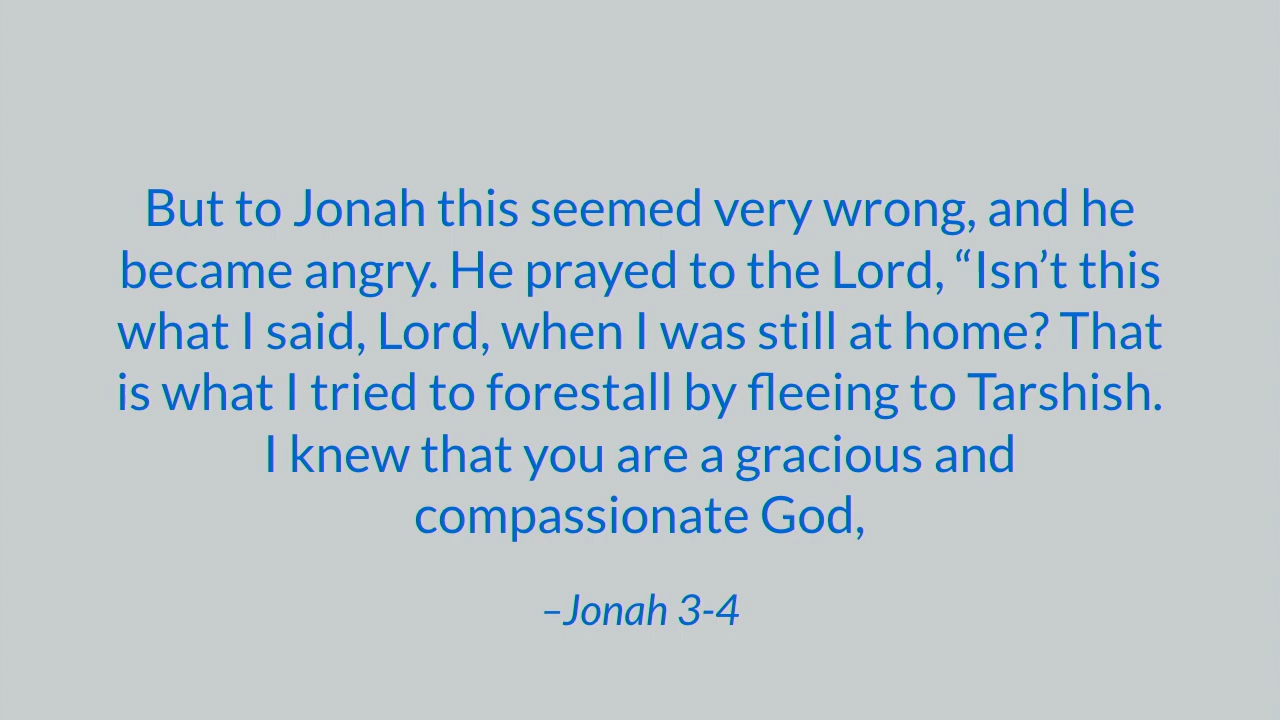 But to Jonah this seemed very wrong, and he
became angry. He prayed to the Lord, “Isn’t this
what I said, Lord, when I was still at home? That
is what I tried to forestall by fleeing to Tarshish.
I knew that you are a gracious and
compassionate God,
–Jonah 3-4